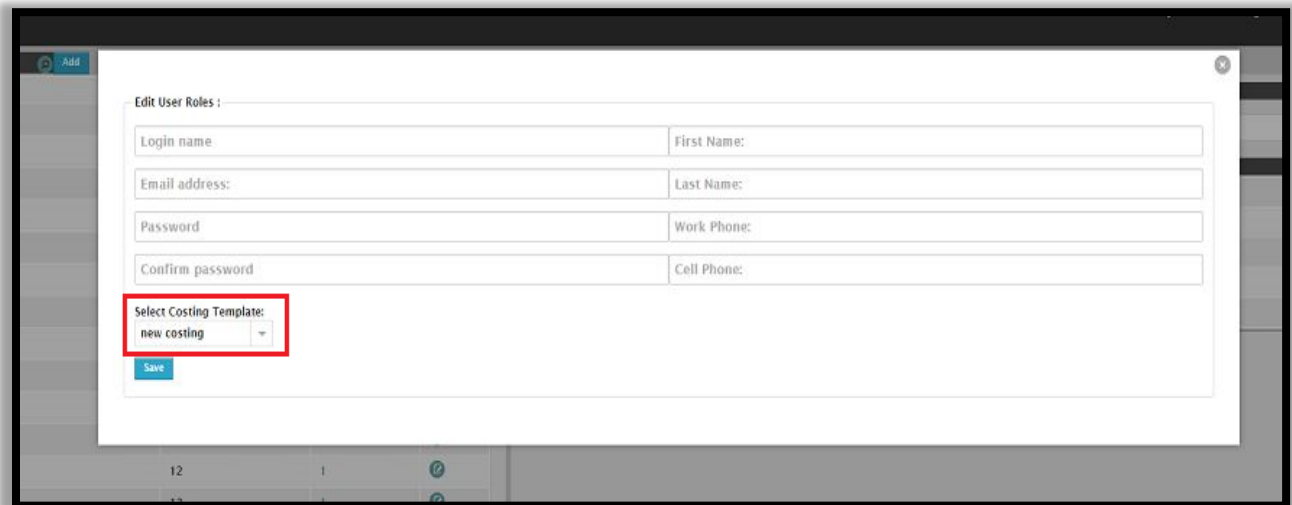 Add
Edit User Roles :
Login name
First Name:
Email address:
Last Name:
Password
Work Phone:
Confirm password
Cell Phone:
Select Costing Template:
new costing
Save
12 1